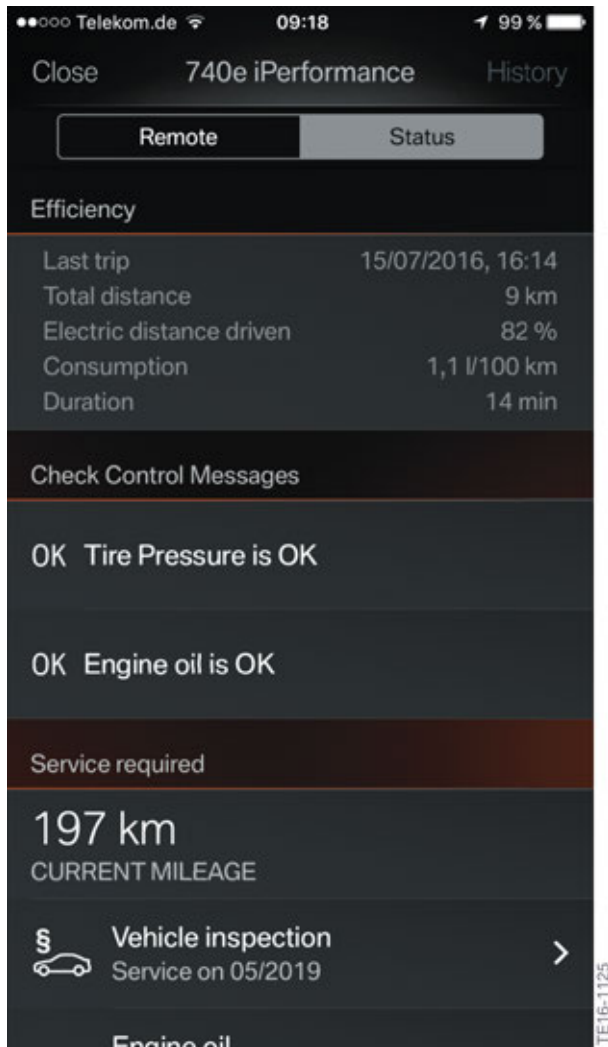 Telekom.de 09:18 99 %
Close 740e iPerformance History
Remote Status
Efficiency
Last trip 15/07/2016, 16:14
Total distance 9 km
Electric distance driven 82 %
Consumption 1,1 l/100 km
Duration 14 min
Check Control Messages
OK Tire Pressure is OK
OK Engine oil is OK
Service required
197 km
CURRENT MILEAGE
§ Vehicle inspection
Service on 05/2019
Engine oil
TE16-1125